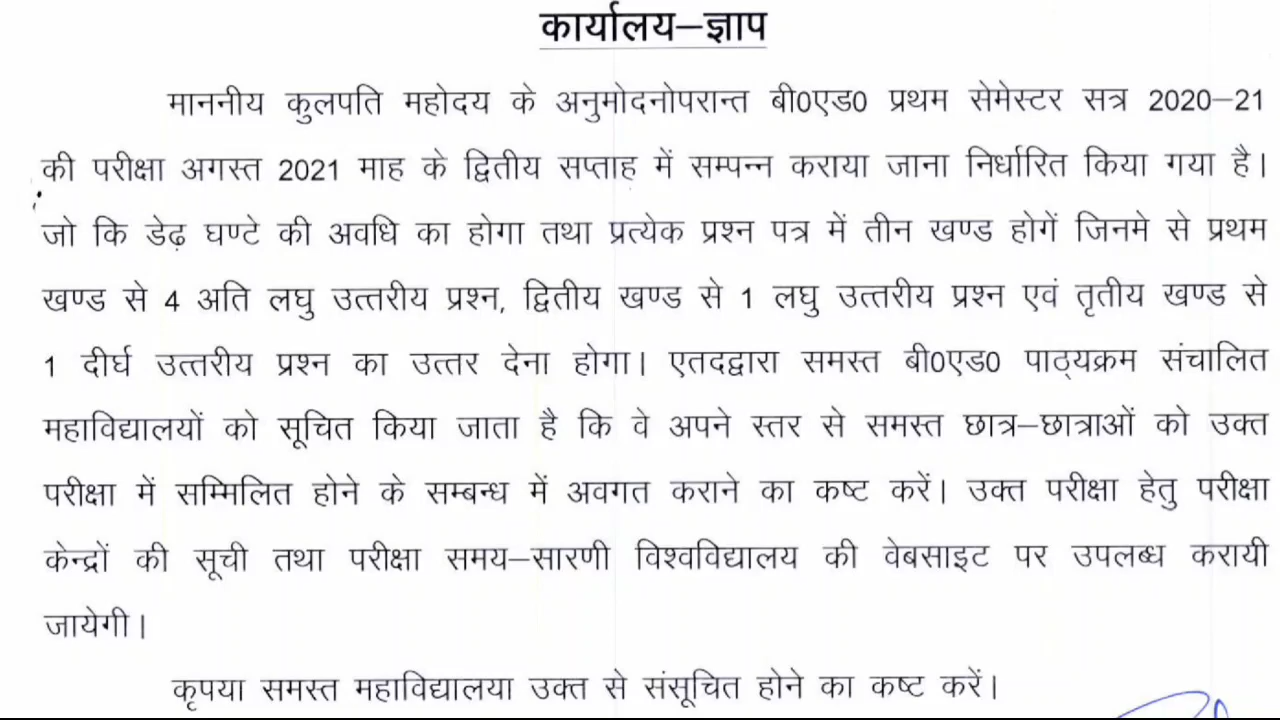 कार्यालय–ज्ञाप
माननीय कुलपति महोदय के अनुमोदनोपरान्त बी0एड0 प्रथम सेमेस्टर सत्र 2020–21
की परीक्षा अगस्त 2021 माह के द्वितीय सप्ताह में सम्पन्न कराया जाना निर्धारित किया गया है।
जो कि डेढ़ घण्टे की अवधि का होगा तथा प्रत्येक प्रश्न पत्र में तीन खण्ड होगें जिनमे से प्रथम
खण्ड से 4 अति लघु उत्तरीय प्रश्न, द्वितीय खण्ड से 1 लघु उत्तरीय प्रश्न एवं तृतीय खण्ड से
1 दीर्घ उत्तरीय प्रश्न का उत्तर देना होगा। एतदद्वारा समस्त बी0एड0 पाठ्यक्रम संचालित
महाविद्यालयों को सूचित किया जाता है कि वे अपने स्तर से समस्त छात्र–छात्राओं को उक्त
परीक्षा में सम्मिलित होने के सम्बन्ध में अवगत कराने का कष्ट करें। उक्त परीक्षा हेतु परीक्षा
केन्द्रों की सूची तथा परीक्षा समय–सारणी विश्वविद्यालय की वेबसाइट पर उपलब्ध करायी
जायेगी।
कृपया समस्त महाविद्यालया उक्त से संसूचित होने का कष्ट करें।